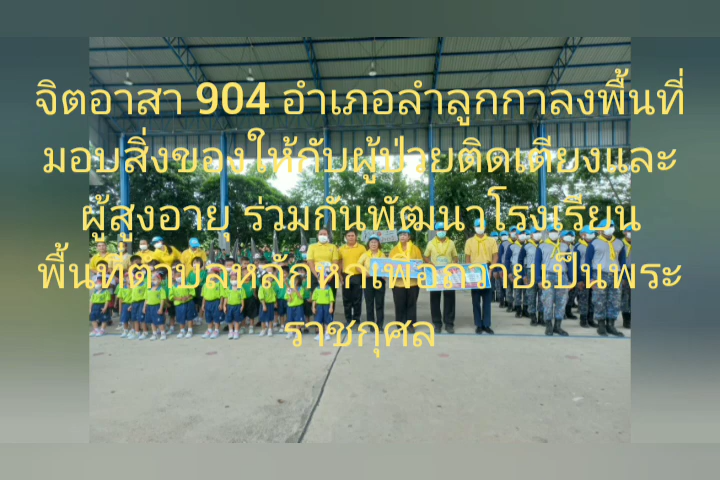 จิตอาสา 904 อำเภอลำลูกกาลงพื้นที่
มอบสิ่งของให้กับผู้ป่วยติดเตียงและ
ผู้สูงอายุ ร่วมกันพัฒนาโรงเรียน
พื้นที่ตำบลหลักหกเพื่อถวายเป็นพระ
ราชกุศล